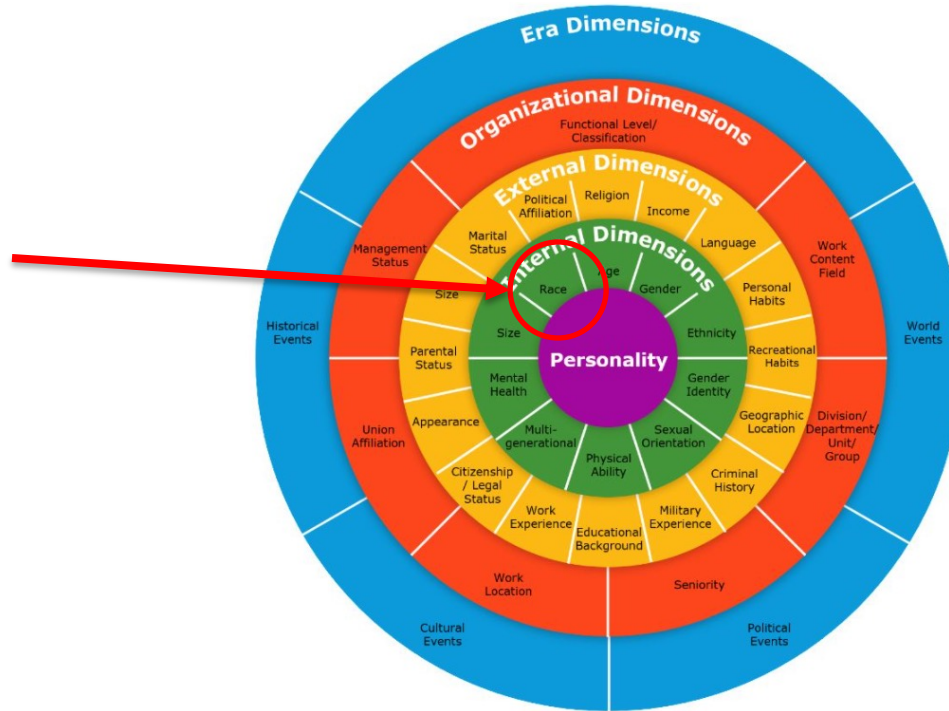 Era Dimensions
Organizational Dimensions
Functional Level/
Classification
External Dimensions
Political
Affiliation
Religion
Income
Marital
Status
Language
Internal Dimensions
Management
Status
Work
Content
Field
Age
Race
Gender
Size
Personal
Habits
Historical
Events
World
Events
Size
Ethnicity
Parental
Status
Recreational
Habits
Personality
Mental
Health
Gender
Identity
Appearance
Geographic
Location
Union
Affiliation
Division/
Department/
Unit/
Group
Multi-
generational
Sexual
Orientation
Physical
Ability
Citizenship
/ Legal
Status
Criminal
History
Work
Experience
Military
Experience
Educational
Background
Work
Location
Seniority
Cultural
Events
Political
Events